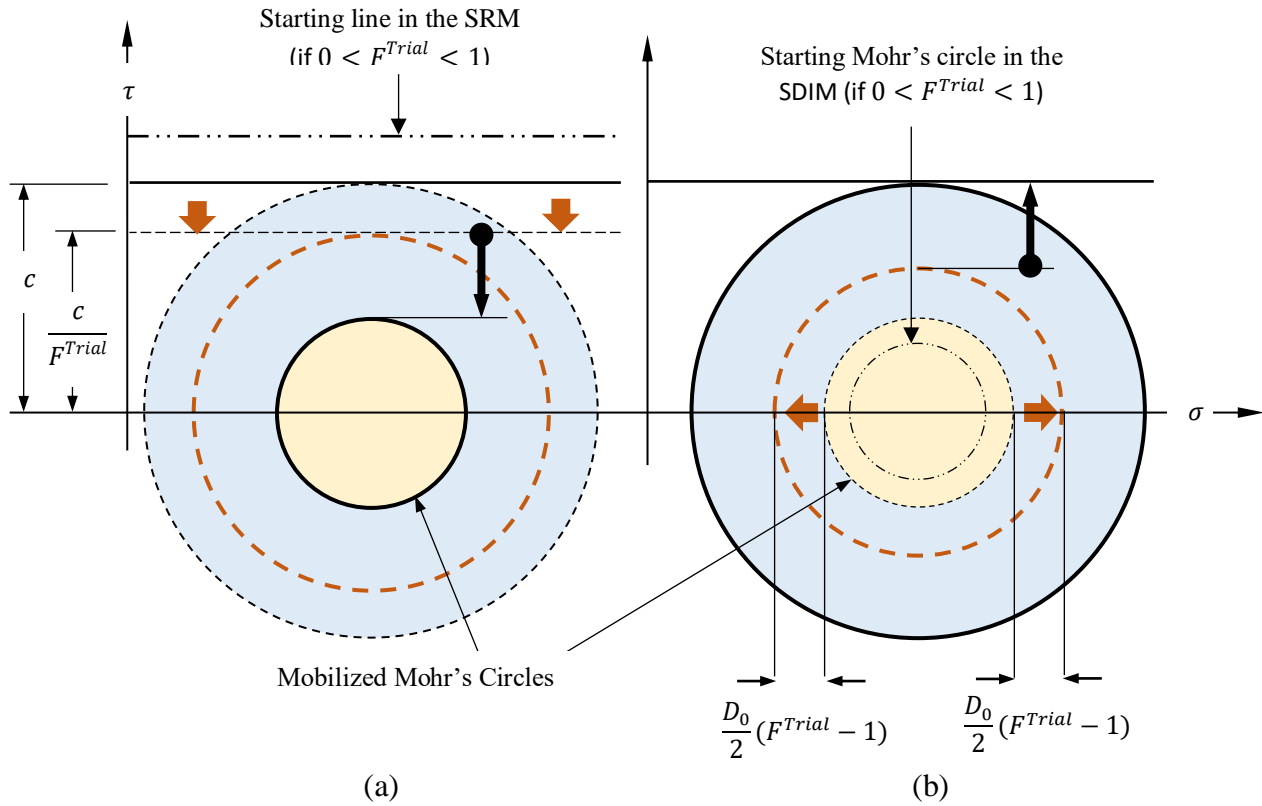 Starting line in the SRM
(if 0 < F^{Trial} < 1)
τ
c
c
F^{Trial}
Starting Mohr's circle in the
SDIM (if 0 < F^{Trial} < 1)
σ
Mobilized Mohr's Circles
D_0/2 (F^{Trial} − 1)
D_0/2 (F^{Trial} − 1)
(a)
(b)